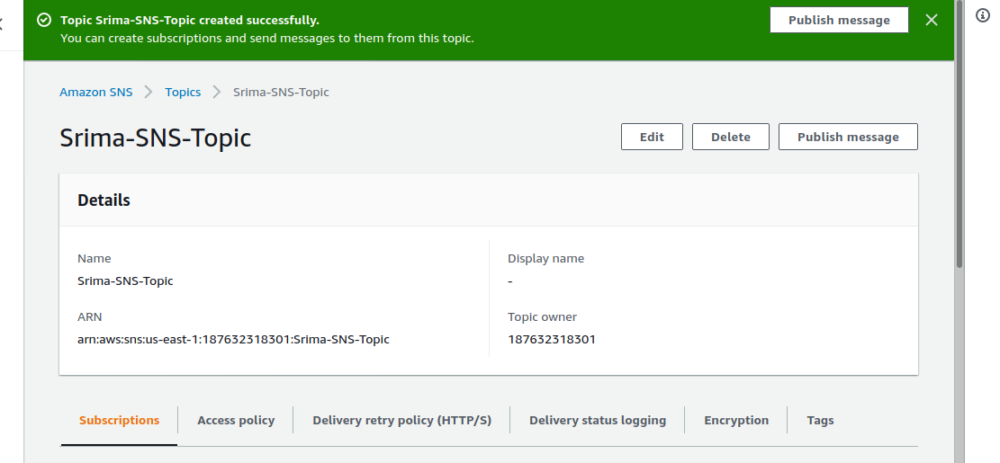 Topic Srima-SNS-Topic created successfully.
You can create subscriptions and send messages to them from this topic.
Publish message
Amazon SNS
Topics
Srima-SNS-Topic
Srima-SNS-Topic
Edit
Delete
Publish message
Details
Name
Srima-SNS-Topic
Display name
-
ARN
arn:aws:sns:us-east-1:187632318301:Srima-SNS-Topic
Topic owner
187632318301
Subscriptions
Access policy
Delivery retry policy (HTTP/S)
Delivery status logging
Encryption
Tags